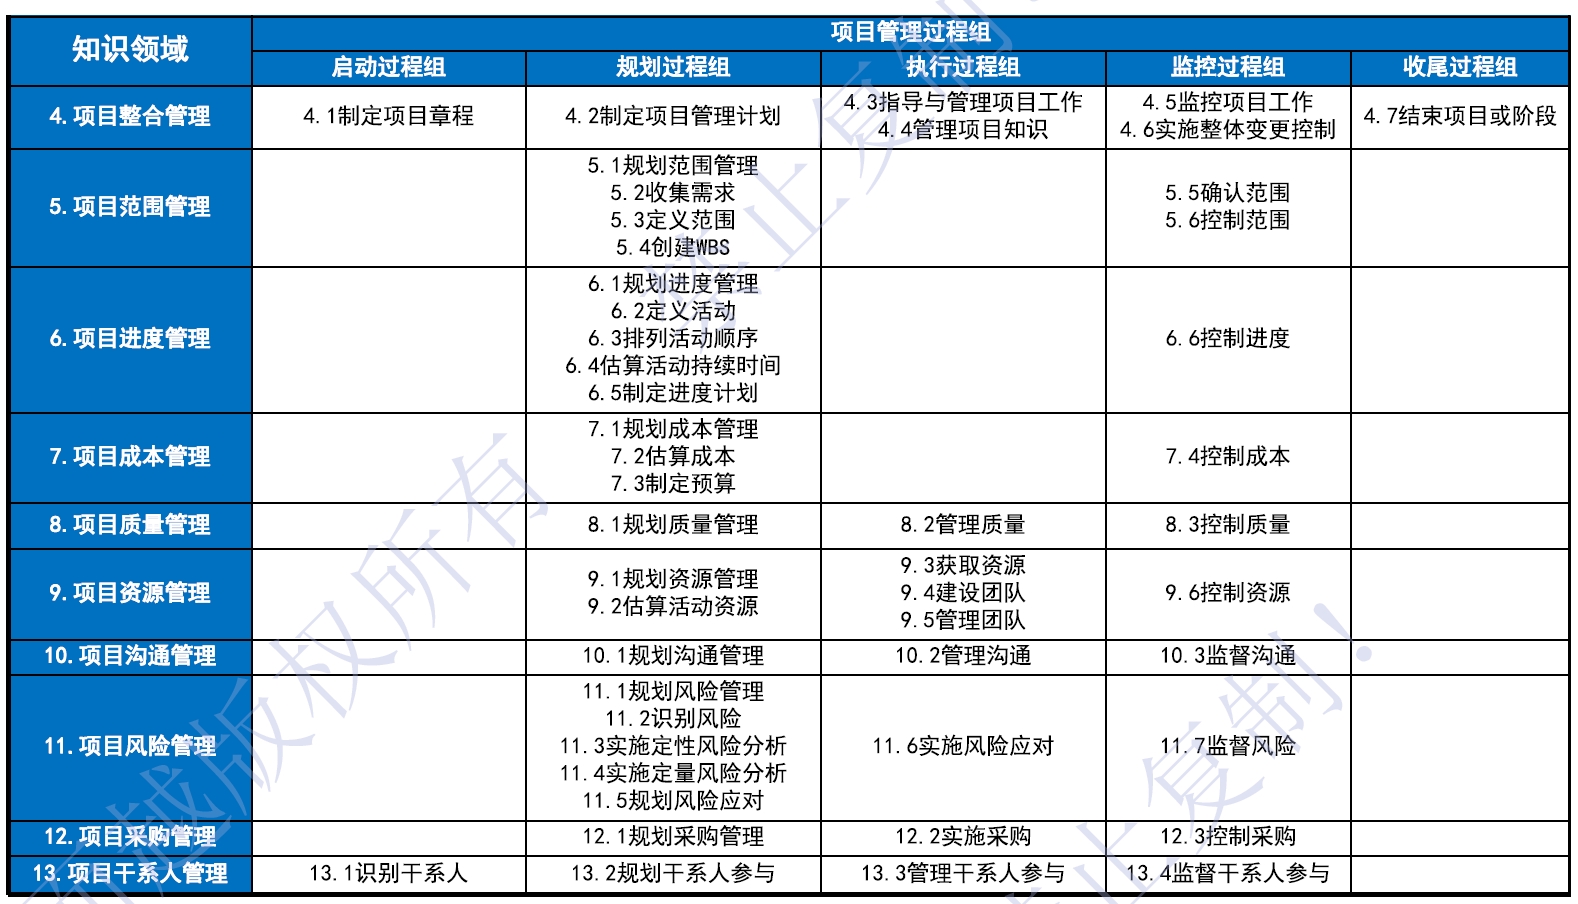 知识领域
项目管理过程组
启动过程组
规划过程组
执行过程组
监控过程组
收尾过程组
4.项目整合管理
4.1制定项目章程
4.2制定项目管理计划
4.3指导与管理项目工作
4.4管理项目知识
4.5监控项目工作
4.6实施整体变更控制
4.7结束项目或阶段
5.项目范围管理
5.1规划范围管理
5.2收集需求
5.3定义范围
5.4创建WBS
5.5确认范围
5.6控制范围
6.项目进度管理
6.1规划进度管理
6.2定义活动
6.3排列活动顺序
6.4估算活动持续时间
6.5制定进度计划
6.6控制进度
7.项目成本管理
7.1规划成本管理
7.2估算成本
7.3制定预算
7.4控制成本
8.项目质量管理
8.1规划质量管理
8.2管理质量
8.3控制质量
9.项目资源管理
9.1规划资源管理
9.2估算活动资源
9.3获取资源
9.4建设团队
9.5管理团队
9.6控制资源
10.项目沟通管理
10.1规划沟通管理
10.2管理沟通
10.3监督沟通
11.项目风险管理
11.1规划风险管理
11.2识别风险
11.3实施定性风险分析
11.4实施定量风险分析
11.5规划风险应对
11.6实施风险应对
11.7监督风险
12.项目采购管理
12.1规划采购管理
12.2实施采购
12.3控制采购
13.项目干系人管理
13.1识别干系人
13.2规划干系人参与
13.3管理干系人参与
13.4监督干系人参与
禁止复制
越版权所有
禁止复制！